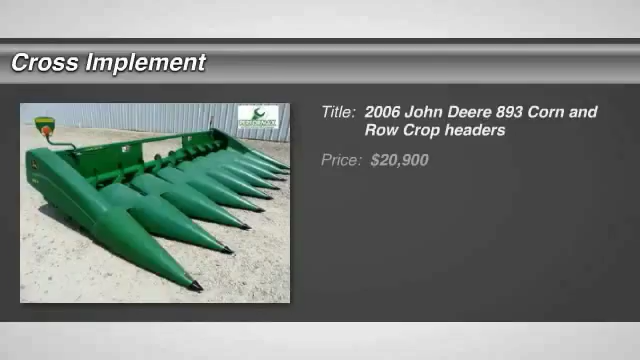 Cross Implement
Title: 2006 John Deere 893 Corn and
Row Crop headers
Price: $20,900